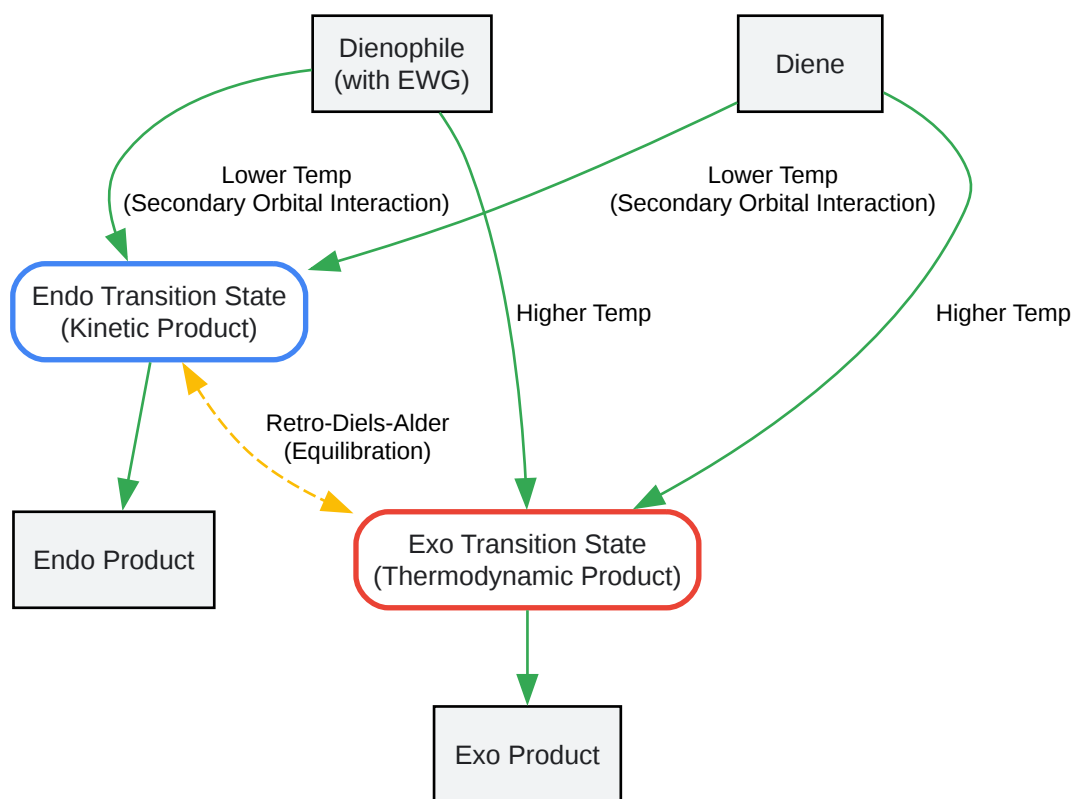 Dienophile
(with EWG)
Diene
Lower Temp
(Secondary Orbital Interaction)
Lower Temp
(Secondary Orbital Interaction)
Endo Transition State
(Kinetic Product)
Higher Temp
Higher Temp
Retro-Diels-Alder
(Equilibration)
Endo Product
Exo Transition State
(Thermodynamic Product)
Exo Product